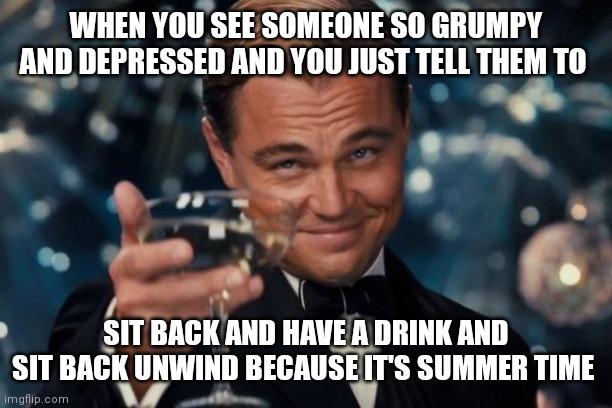 WHEN YOU SEE SOMEONE SO GRUMPY
AND DEPRESSED AND YOU JUST TELL THEM TO
SIT BACK AND HAVE A DRINK AND
SIT BACK UNWIND BECAUSE IT'S SUMMER TIME
imgflip.com